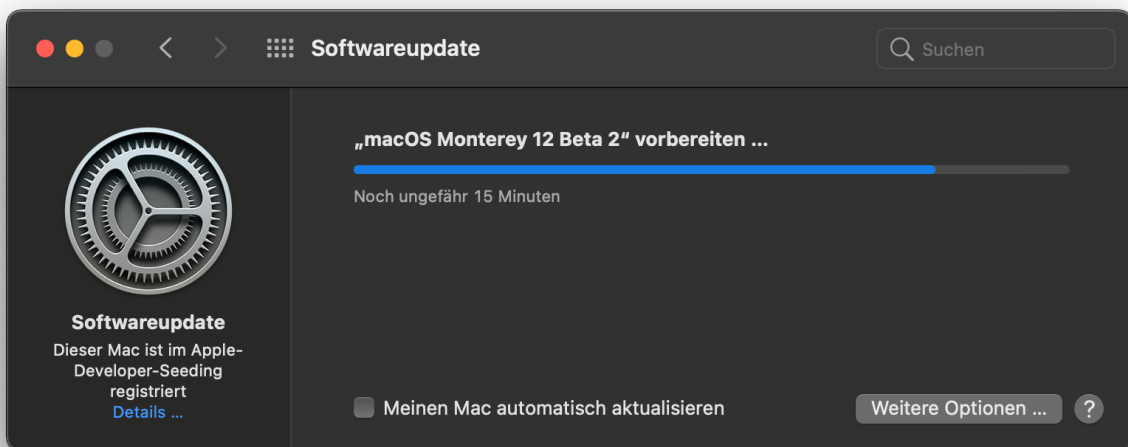 Softwareupdate
Suchen
„macOS Monterey 12 Beta 2“ vorbereiten ...
Noch ungefähr 15 Minuten
Softwareupdate
Dieser Mac ist im Apple-
Developer-Seeding
registriert
Details ...
Meinen Mac automatisch aktualisieren
Weitere Optionen ...
?